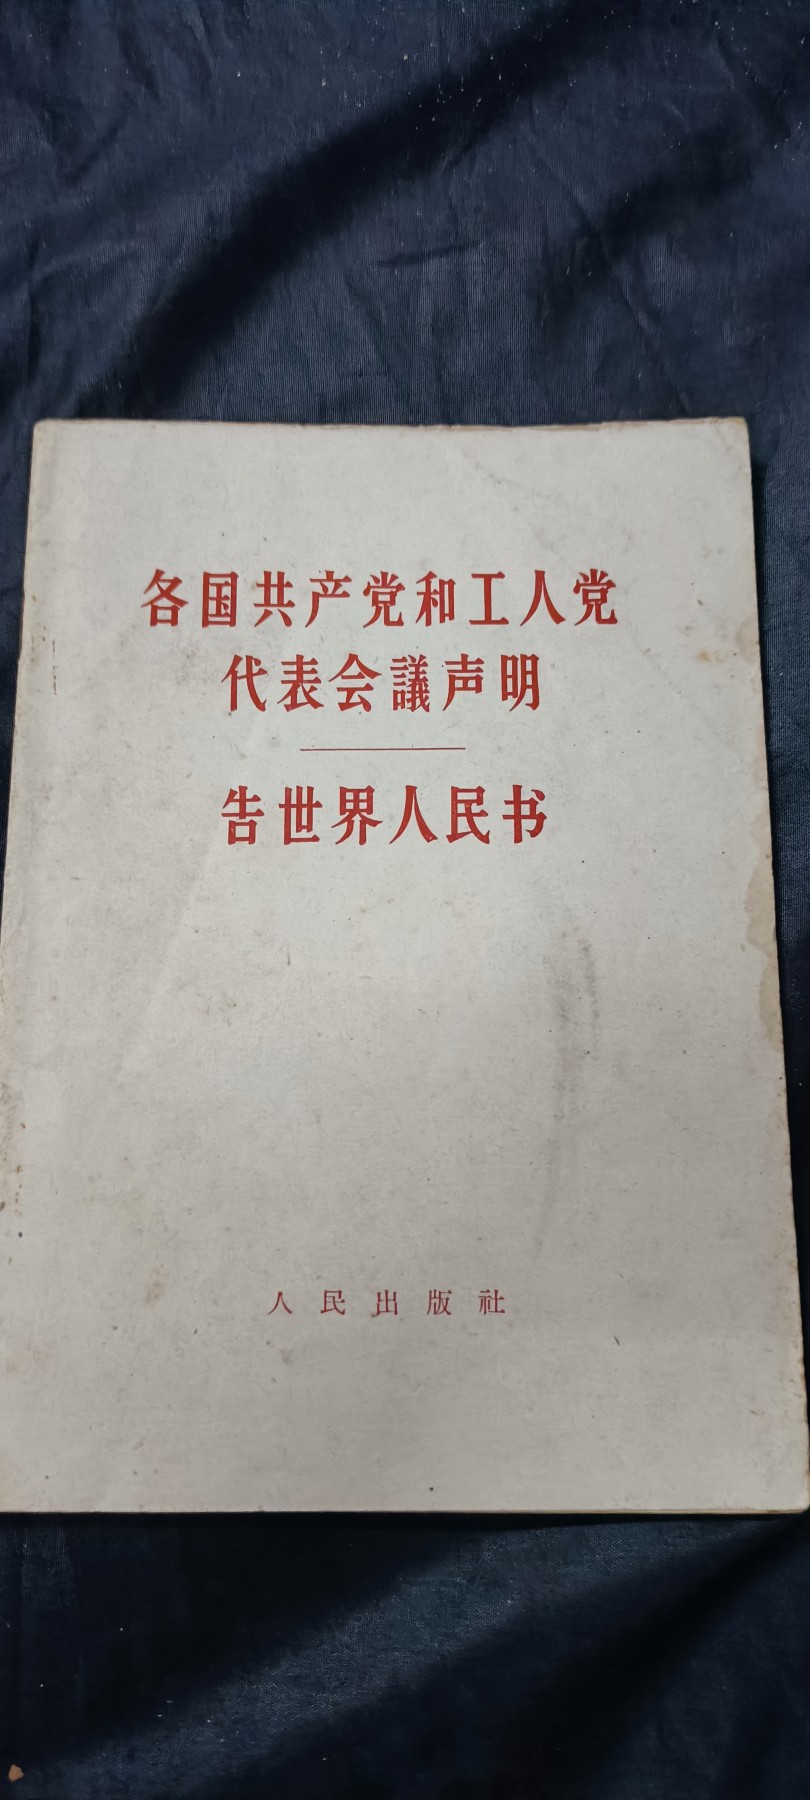 各国共产党和工人党
代表会議声明
告世界人民书
人民出版社